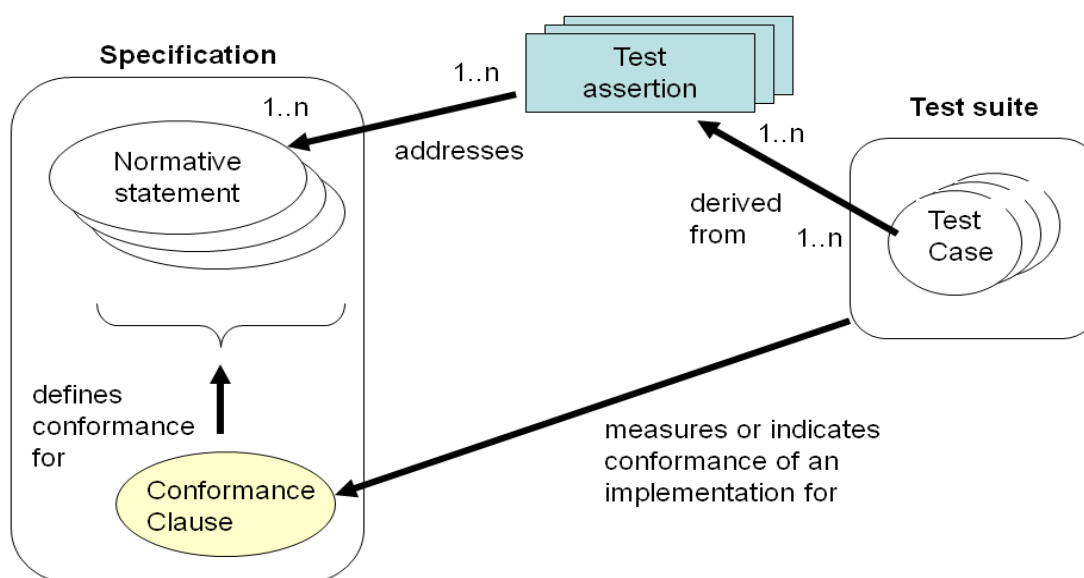 Specification
Test
assertion
1..n
1..n
addresses
Test suite
1..n
Normative
statement
derived
from
1..n
Test
Case
defines
conformance
for
measures or indicates
conformance of an
implementation for
Conformance
Clause